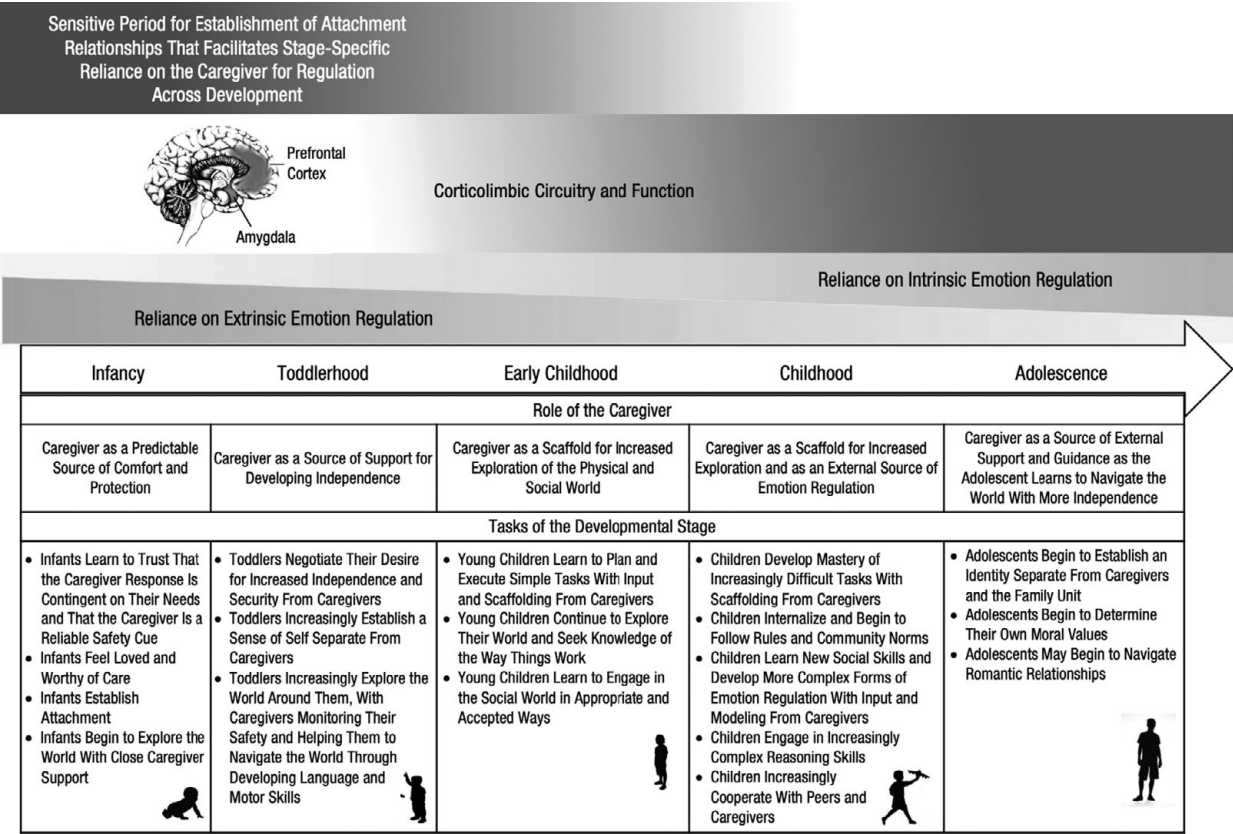 Sensitive Period for Establishment of Attachment
Relationships That Facilitates Stage-Specific
Reliance on the Caregiver for Regulation
Across Development
Prefrontal
Cortex
Amygdala
Corticolimbic Circuitry and Function
Reliance on Intrinsic Emotion Regulation
Reliance on Extrinsic Emotion Regulation
Infancy
Toddlerhood
Early Childhood
Childhood
Adolescence
Role of the Caregiver
Caregiver as a Predictable
Source of Comfort and
Protection
Caregiver as a Source of Support for
Developing Independence
Caregiver as a Scaffold for Increased
Exploration of the Physical and
Social World
Caregiver as a Scaffold for Increased
Exploration and as an External Source of
Emotion Regulation
Caregiver as a Source of External
Support and Guidance as the
Adolescent Learns to Navigate the
World With More Independence
Tasks of the Developmental Stage
• Infants Learn to Trust That
the Caregiver Response Is
Contingent on Their Needs
and That the Caregiver Is a
Reliable Safety Cue
• Infants Feel Loved and
Worthy of Care
• Infants Establish
Attachment
• Infants Begin to Explore the
World With Close Caregiver
Support
• Toddlers Negotiate Their Desire
for Increased Independence and
Security From Caregivers
• Toddlers Increasingly Establish a
Sense of Self Separate From
Caregivers
• Toddlers Increasingly Explore the
World Around Them, With
Caregivers Monitoring Their
Safety and Helping Them to
Navigate the World Through
Developing Language and
Motor Skills
• Young Children Learn to Plan and
Execute Simple Tasks With Input
and Scaffolding From Caregivers
• Young Children Continue to Explore
Their World and Seek Knowledge of
the Way Things Work
• Young Children Learn to Engage in
the Social World in Appropriate and
Accepted Ways
• Children Develop Mastery of
Increasingly Difficult Tasks With
Scaffolding From Caregivers
• Children Internalize and Begin to
Follow Rules and Community Norms
• Children Learn New Social Skills and
Develop More Complex Forms of
Emotion Regulation With Input and
Modeling From Caregivers
• Children Engage in Increasingly
Complex Reasoning Skills
• Children Increasingly
Cooperate With Peers and
Caregivers
• Adolescents Begin to Establish an
Identity Separate From Caregivers
and the Family Unit
• Adolescents Begin to Determine
Their Own Moral Values
• Adolescents May Begin to Navigate
Romantic Relationships